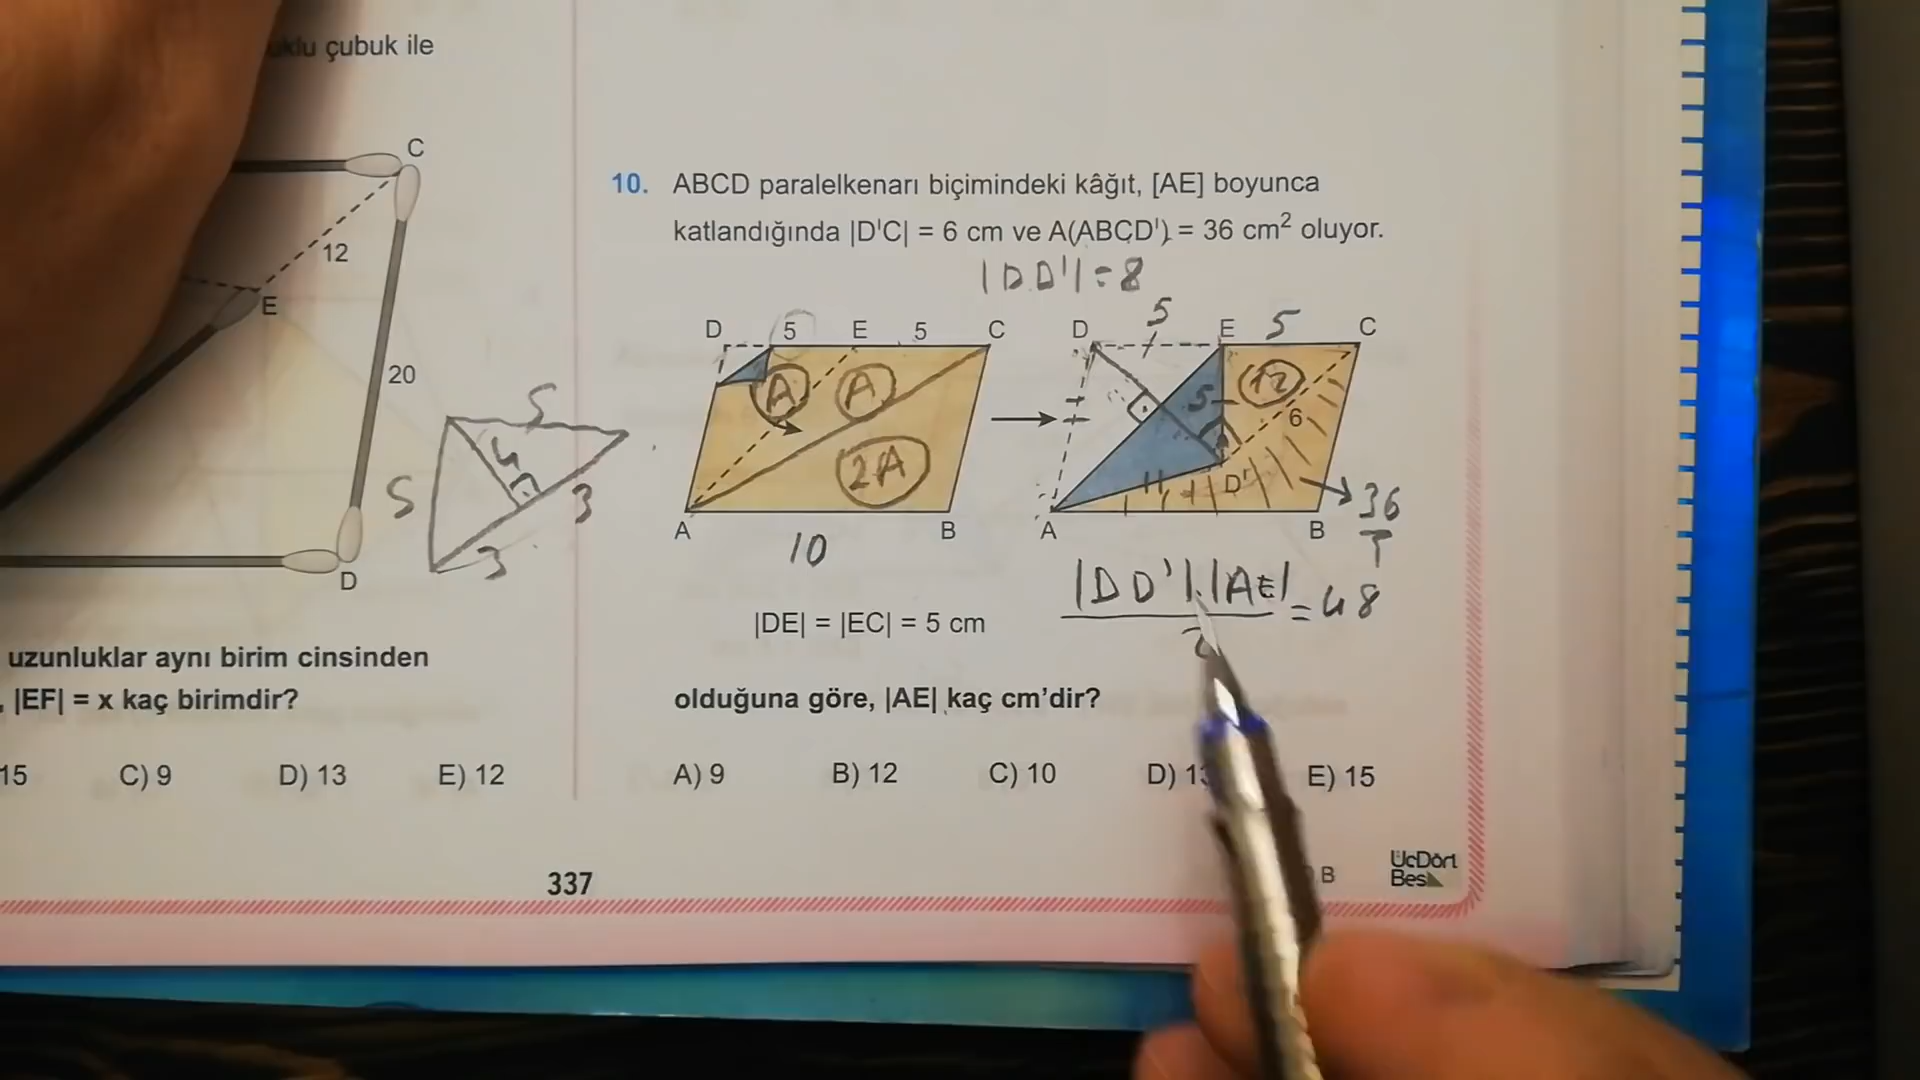 çubuk ile
C
12
E
20
D
S
S
4
3
3
uzunluklar aynı birim cinsinden
, |EF| = x kaç birimdir?
15 C) 9 D) 13 E) 12
337
10. ABCD paralelkenarı biçimindeki kâğıt, [AE] boyunca
katlandığında |D'C| = 6 cm ve A(ABCD') = 36 cm² oluyor.
|DD'| = 8
D 5 E 5 C
A A
2A
A B
10
5
D E 5 C
5 12
6
D'
A B
36
|DE| = |EC| = 5 cm
|DD'|.|AE| = 48
olduğuna göre, |AE| kaç cm'dir?
A) 9 B) 12 C) 10 D) E) 15
B
ÜçDört
Beş